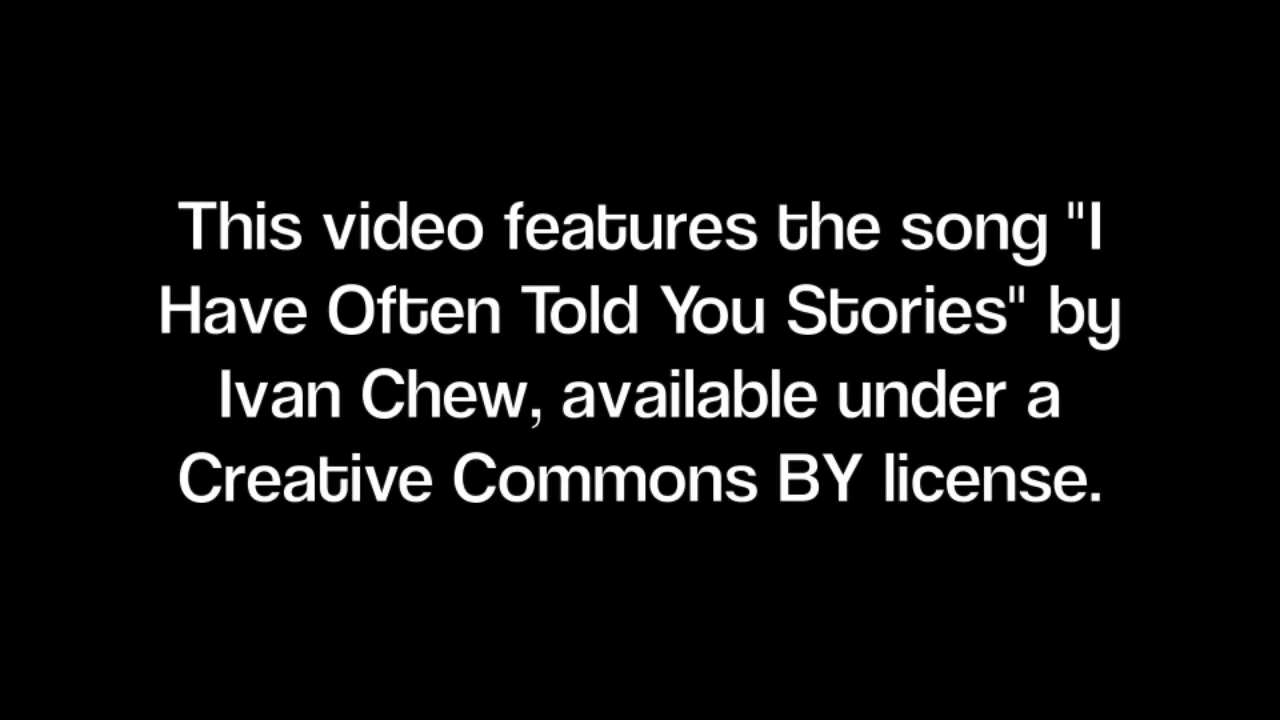 This video features the song "I
Have Often Told You Stories" by
Ivan Chew, available under a
Creative Commons BY license.